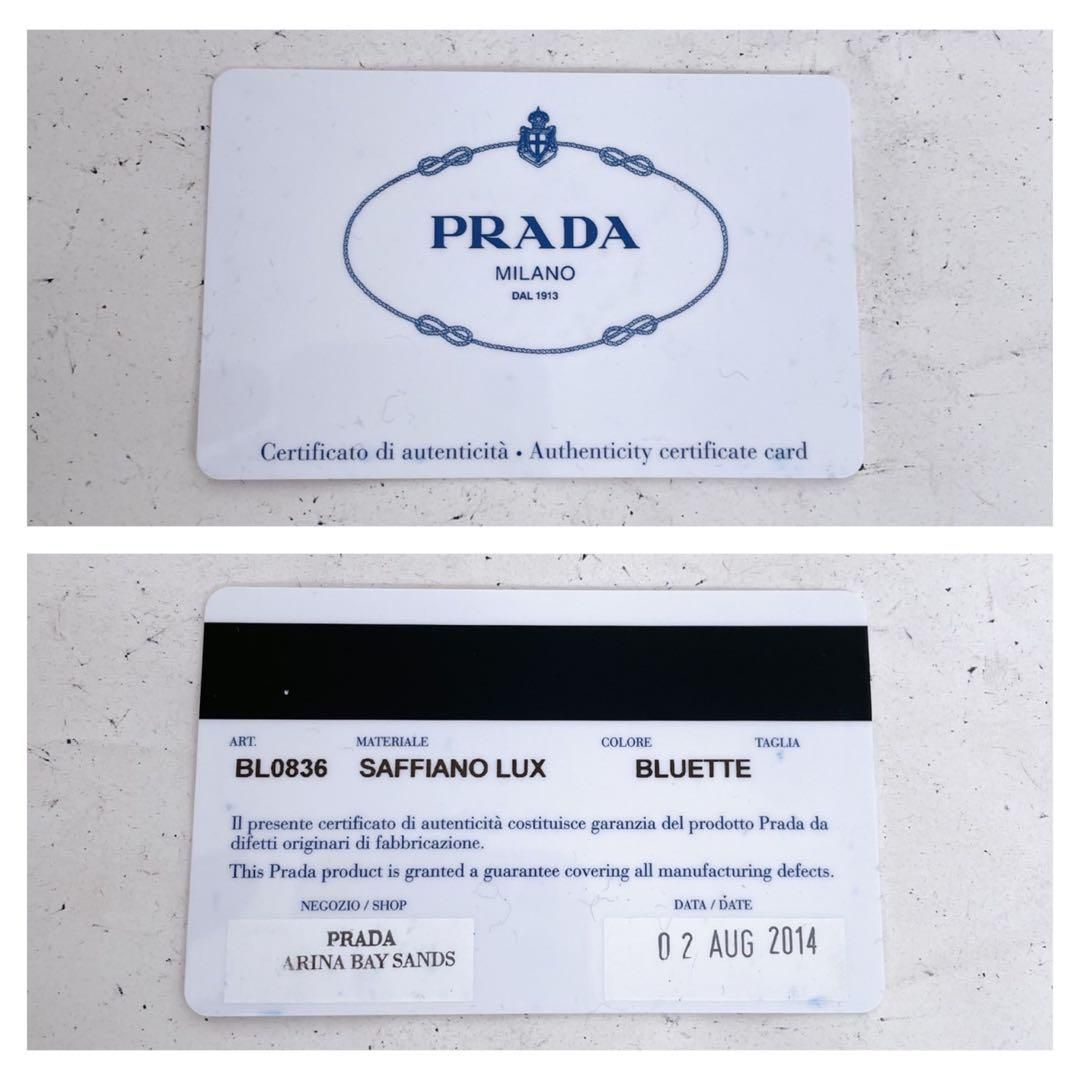 PRADA
MILANO
DAL 1913
Certificato di autenticità • Authenticity certificate card
ART. MATERIALE COLORE TAGLIA
BL0836 SAFFIANO LUX BLUETTE
Il presente certificato di autenticità costituisce garanzia del prodotto Prada da
difetti originari di fabbricazione.
This Prada product is granted a guarantee covering all manufacturing defects.
NEGOZIO / SHOP DATA / DATE
PRADA
ARINA BAY SANDS
02 AUG 2014